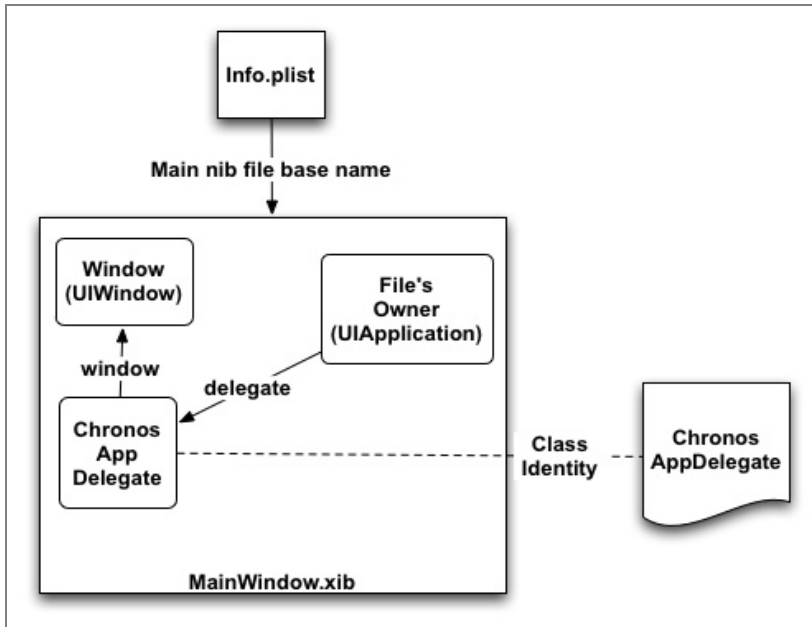 Info.plist
Main nib file base name
Window
(UIWindow)
File's
Owner
(UIApplication)
window
delegate
Chronos
App
Delegate
Class
Identity
Chronos
AppDelegate
MainWindow.xib